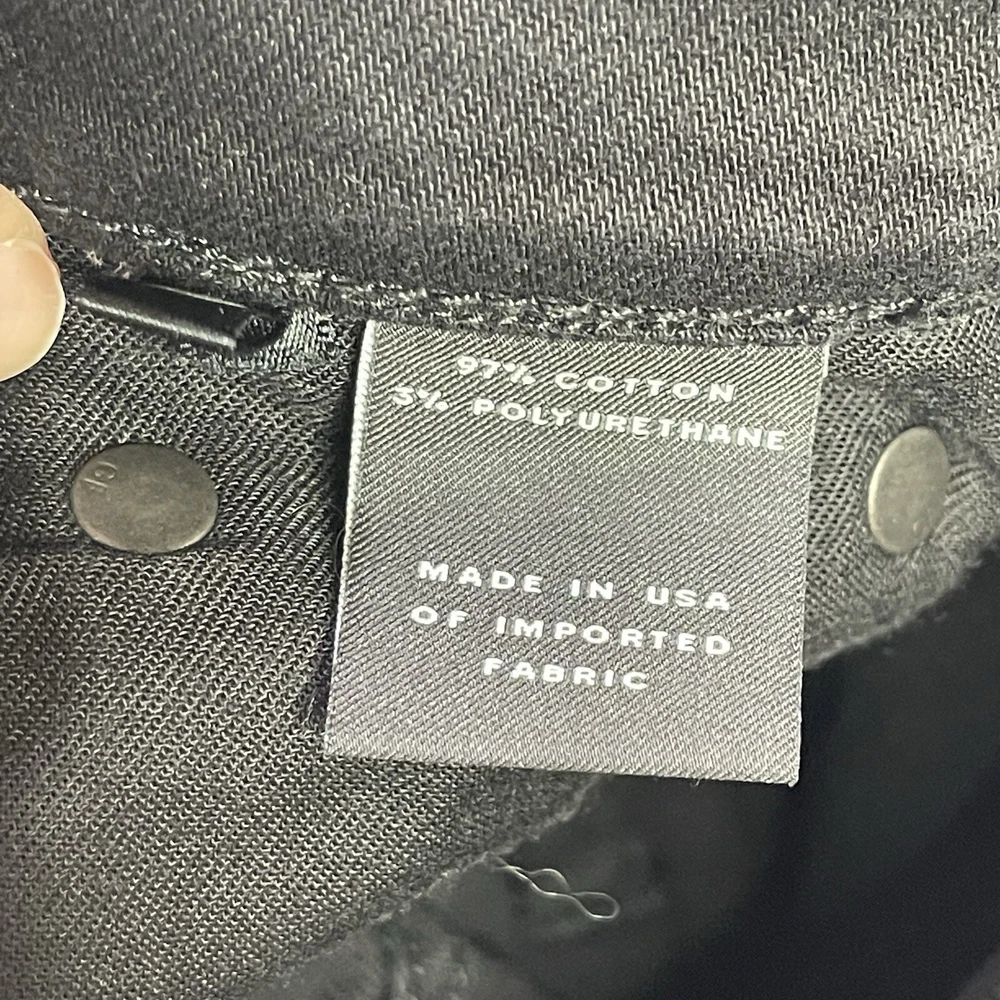 97% COTTON
3% POLYURETHANE
MADE IN USA
OF IMPORTED
FABRIC